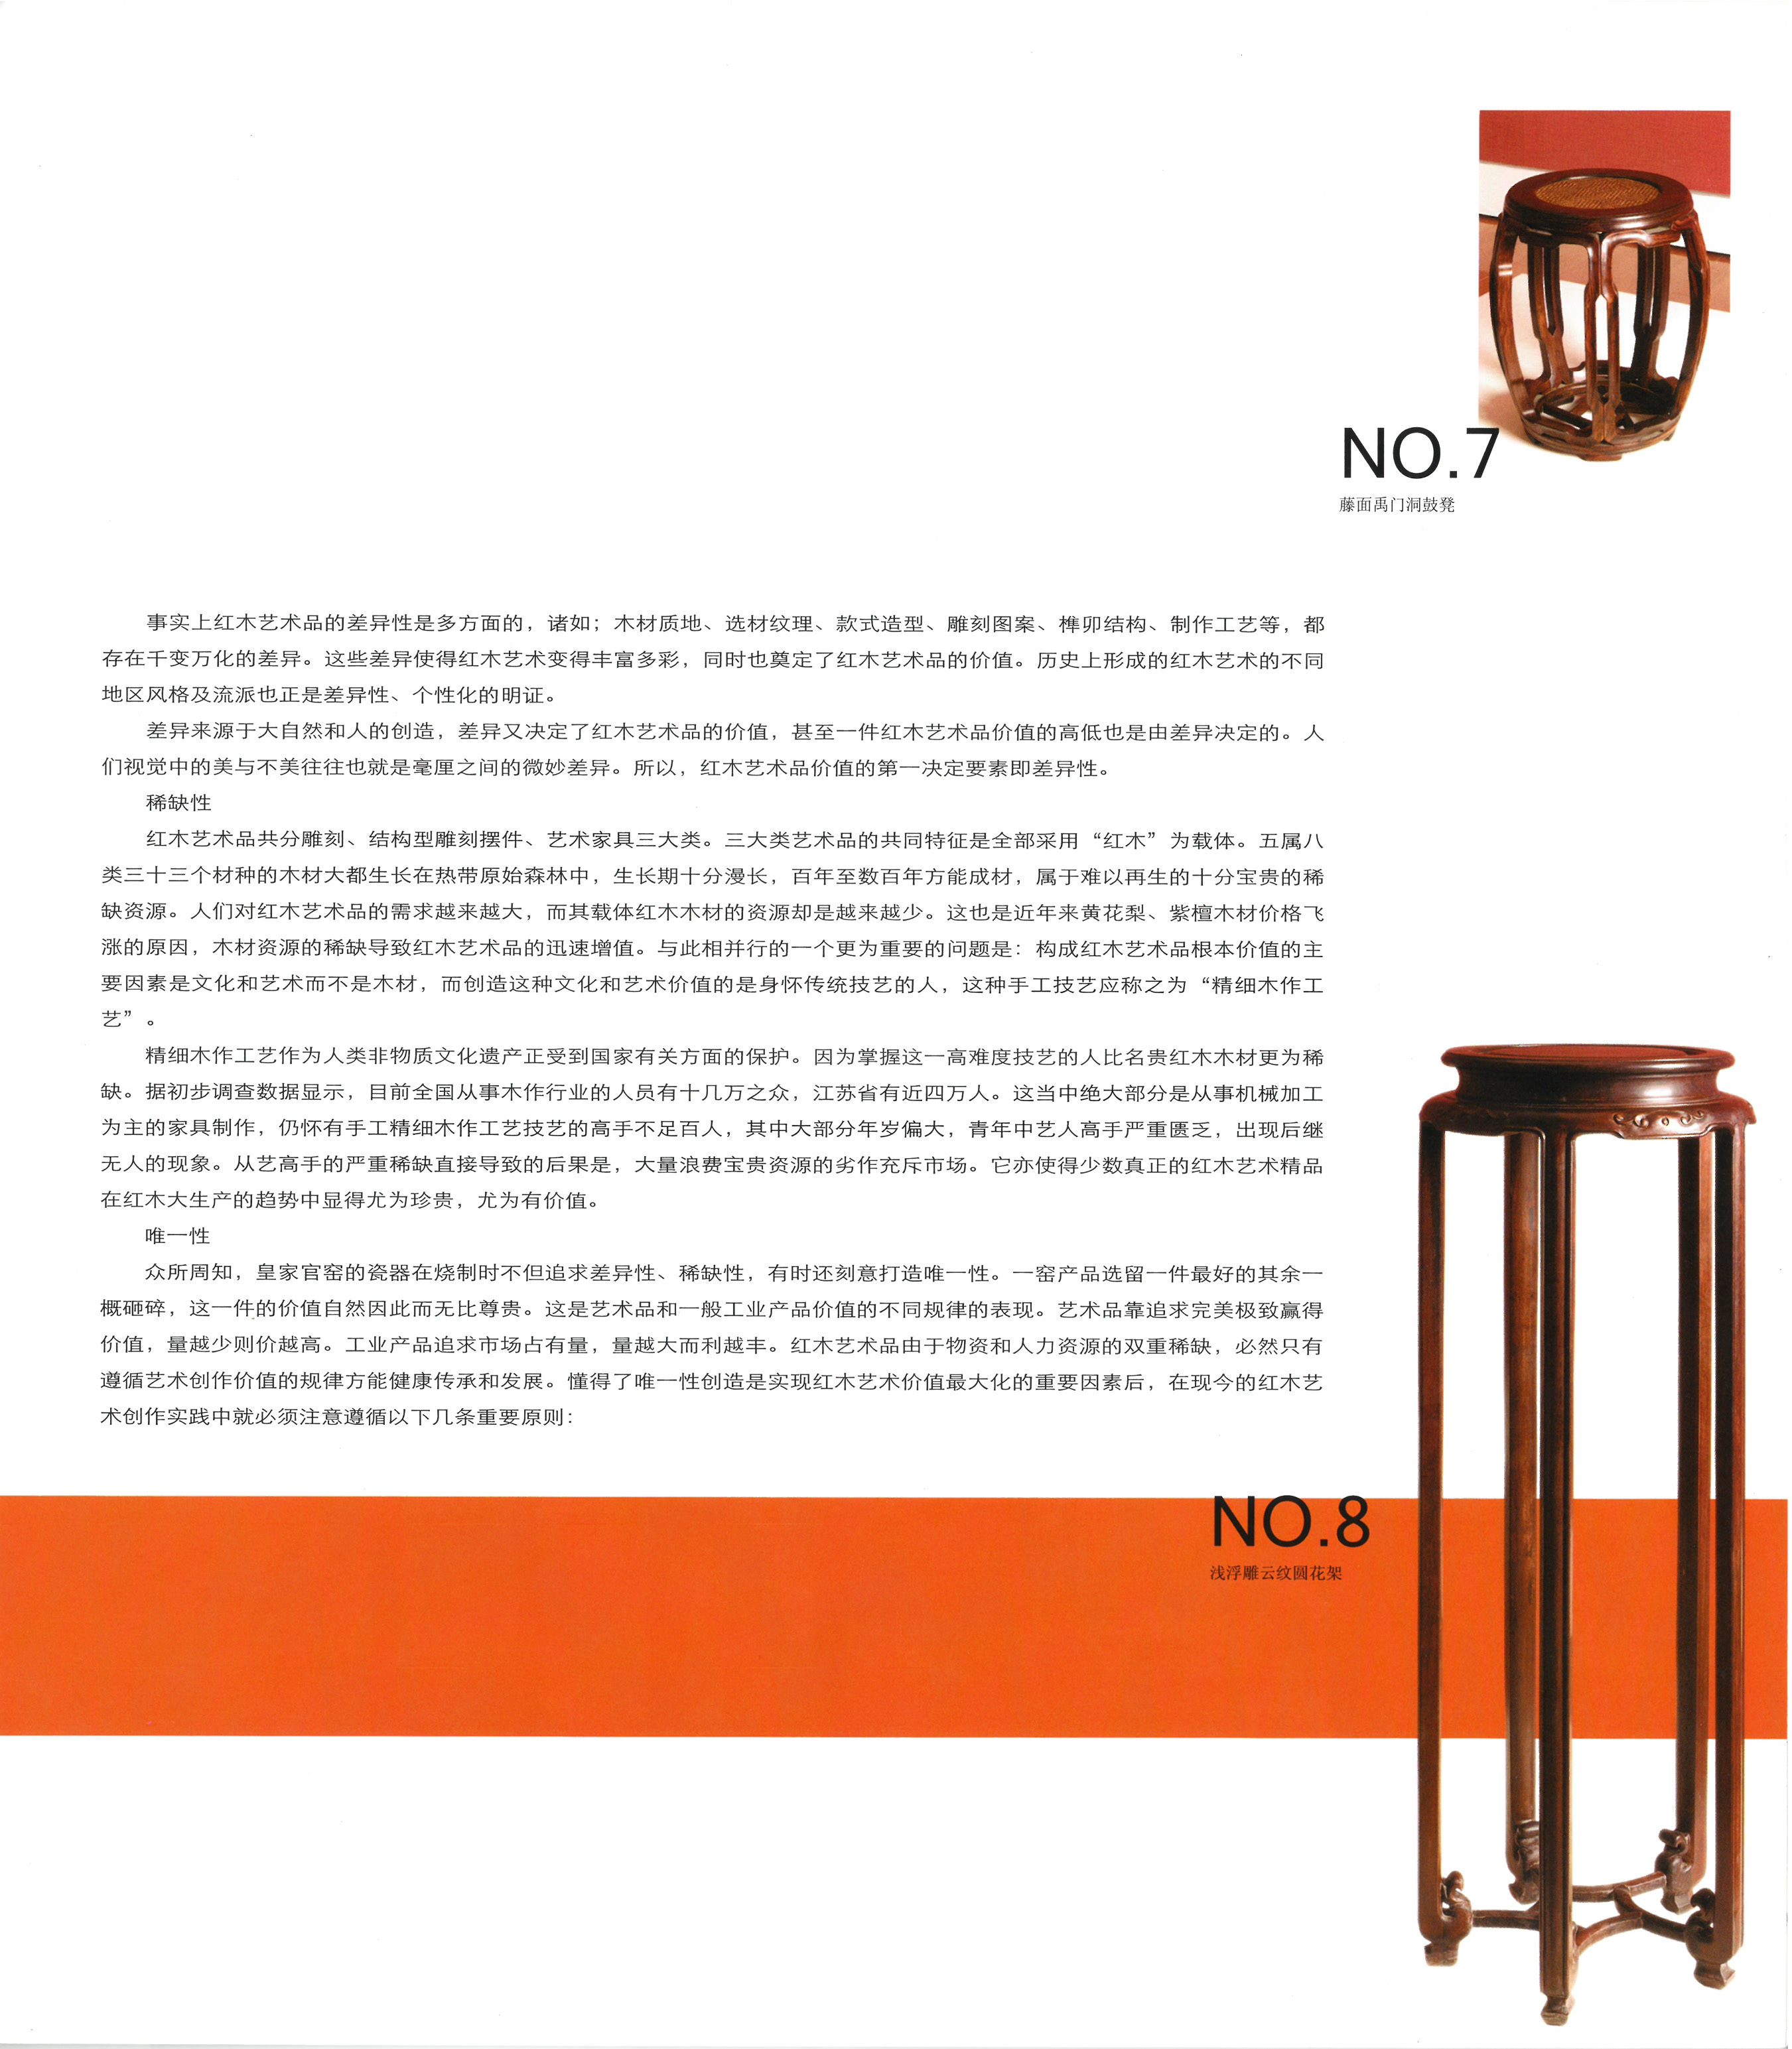 NO.7
藤面禹门洞鼓凳
事实上红木艺术品的差异性是多方面的，诸如；木材质地、选材纹理、款式造型、雕刻图案、榫卯结构、制作工艺等，都
存在千变万化的差异。这些差异使得红木艺术变得丰富多彩，同时也奠定了红木艺术品的价值。历史上形成的红木艺术的不同
地区风格及流派也正是差异性、个性化的明证。
差异来源于大自然和人的创造，差异又决定了红木艺术品的价值，甚至一件红木艺术品价值的高低也是由差异决定的。人
们视觉中的美与不美往往也就是毫厘之间的微妙差异。所以，红木艺术品价值的第一决定要素即差异性。
稀缺性
红木艺术品共分雕刻、结构型雕刻摆件、艺术家具三大类。三大类艺术品的共同特征是全部采用“红木”为载体。五属八
类三十三个材种的木材大都生长在热带原始森林中，生长期十分漫长，百年至数百年方能成材，属于难以再生的十分宝贵的稀
缺资源。人们对红木艺术品的需求越来越大，而其载体红木木材的资源却是越来越少。这也是近年来黄花梨、紫檀木材价格飞
涨的原因，木材资源的稀缺导致红木艺术品的迅速增值。与此相并行的一个更为重要的问题是：构成红木艺术品根本价值的主
要因素是文化和艺术而不是木材，而创造这种文化和艺术价值的是身怀传统技艺的人，这种手工技艺应称之为“精细木作工
艺”。
精细木作工艺作为人类非物质文化遗产正受到国家有关方面的保护。因为掌握这一高难度技艺的人比名贵红木木材更为稀
缺。据初步调查数据显示，目前全国从事木作行业的人员有十几万之众，江苏省有近四万人。这当中绝大部分是从事机械加工
为主的家具制作，仍怀有手工精细木作工艺技艺的高手不足百人，其中大部分年岁偏大，青年中艺人高手严重匮乏，出现后继
无人的现象。从艺高手的严重稀缺直接导致的后果是，大量浪费宝贵资源的劣作充斥市场。它亦使得少数真正的红木艺术精品
在红木大生产的趋势中显得尤为珍贵，尤为有价值。
唯一性
众所周知，皇家官窑的瓷器在烧制时不但追求差异性、稀缺性，有时还刻意打造唯一性。一窑产品选留一件最好的其余一
概砸碎，这一件的价值自然因此而无比尊贵。这是艺术品和一般工业产品价值的不同规律的表现。艺术品靠追求完美极致赢得
价值，量越少则价越高。工业产品追求市场占有量，量越大而利越丰。红木艺术品由于物资和人力资源的双重稀缺，必然只有
遵循艺术创作价值的规律方能健康传承和发展。懂得了唯一性创造是实现红木艺术价值最大化的重要因素后，在现今的红木艺
术创作实践中就必须注意遵循以下几条重要原则：
NO.8
浅浮雕云纹圆花架